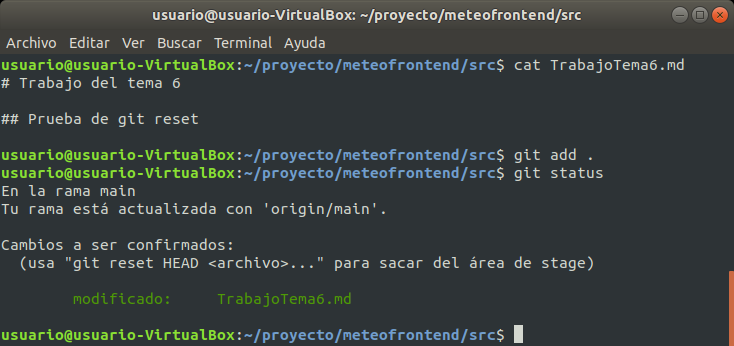 usuario@usuario-VirtualBox: ~/proyecto/meteofrontend/src
Archivo Editar Ver Buscar Terminal Ayuda
usuario@usuario-VirtualBox:~/proyecto/meteofrontend/src$ cat TrabajoTema6.md
# Trabajo del tema 6
## Prueba de git reset
usuario@usuario-VirtualBox:~/proyecto/meteofrontend/src$ git add .
usuario@usuario-VirtualBox:~/proyecto/meteofrontend/src$ git status
En la rama main
Tu rama está actualizada con 'origin/main'.
Cambios a ser confirmados:
(usa "git reset HEAD <archivo>..." para sacar del área de stage)
modificado: TrabajoTema6.md
usuario@usuario-VirtualBox:~/proyecto/meteofrontend/src$